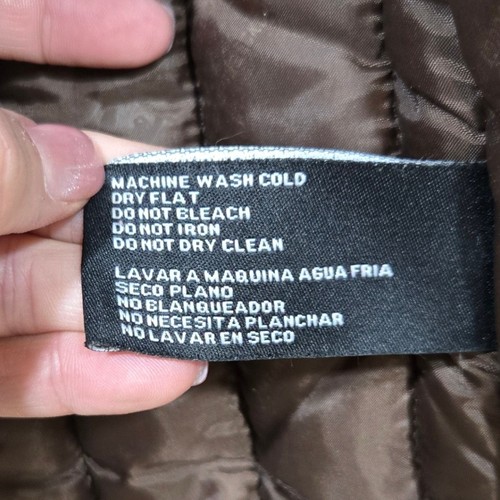 MACHINE WASH COLD
DRY FLAT
DO NOT BLEACH
DO NOT IRON
DO NOT DRY CLEAN
LAVAR A MAQUINA AGUA FRIA
SECO PLANO
NO BLANQUEADOR
NO NECESITA PLANCHAR
NO LAVAR EN SECO